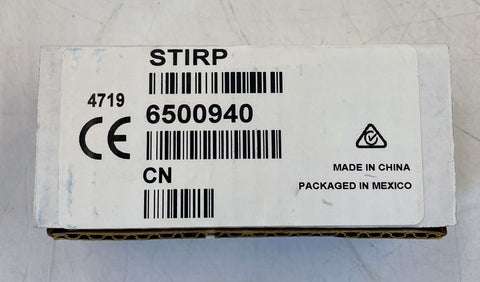 STIRP
4719
6500940
CE
CN
MADE IN CHINA
PACKAGED IN MEXICO